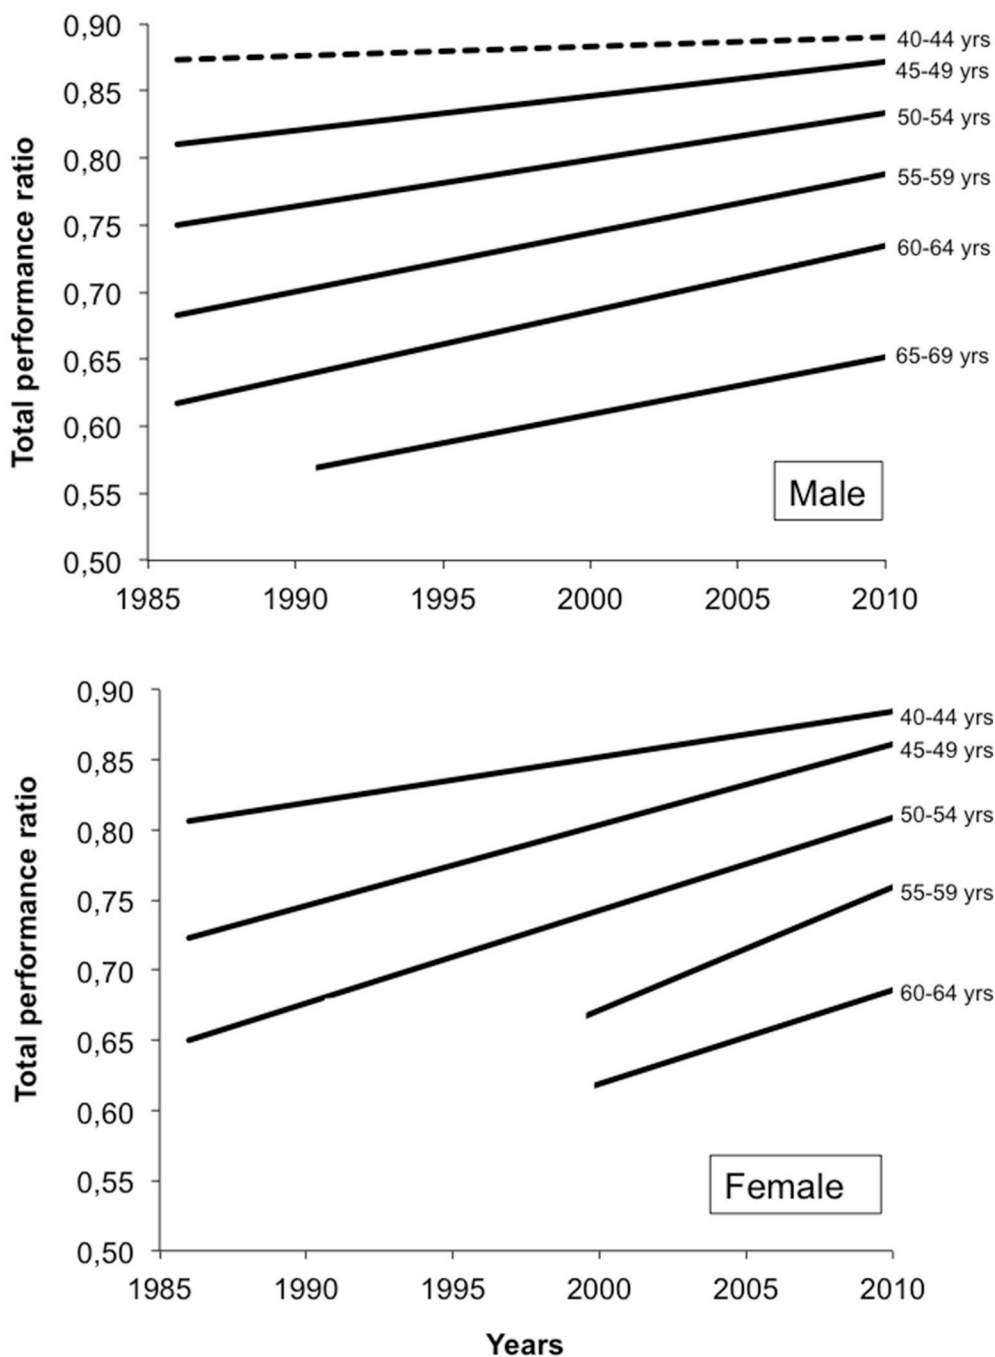 0,90
0,85
0,80
0,75
0,70
0,65
0,60
0,55
0,50
Total performance ratio
40-44 yrs
45-49 yrs
50-54 yrs
55-59 yrs
60-64 yrs
65-69 yrs
Male
1985 1990 1995 2000 2005 2010
0,90
0,85
0,80
0,75
0,70
0,65
0,60
0,55
0,50
Total performance ratio
40-44 yrs
45-49 yrs
50-54 yrs
55-59 yrs
60-64 yrs
Female
1985 1990 1995 2000 2005 2010
Years